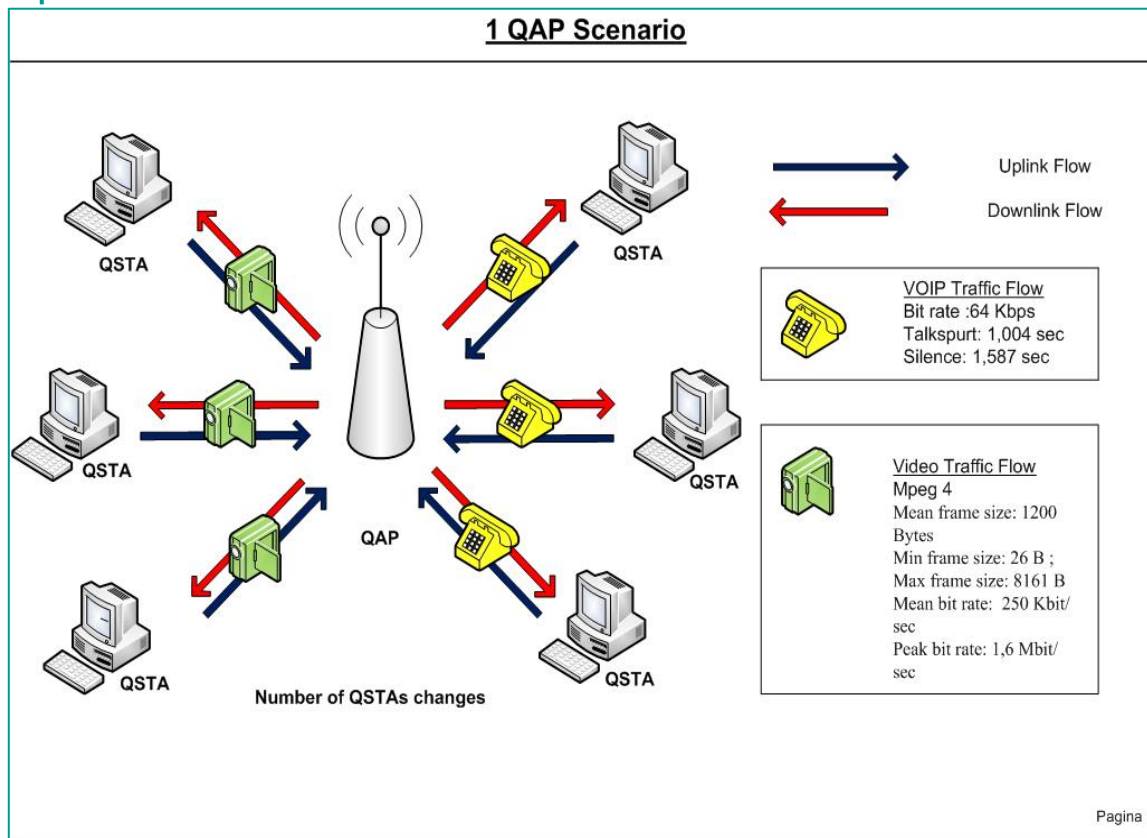 1 QAP Scenario
QSTA
QSTA
Uplink Flow
Downlink Flow
VOIP Traffic Flow
Bit rate :64 Kbps
Talkspurt: 1,004 sec
Silence: 1,587 sec
QSTA
QSTA
QAP
Video Traffic Flow
Mpeg 4
Mean frame size: 1200
Bytes
Min frame size: 26 B ;
Max frame size: 8161 B
Mean bit rate:  250 Kbit/
sec
Peak bit rate: 1,6 Mbit/
sec
QSTA
QSTA
Number of QSTAs changes
Pagina